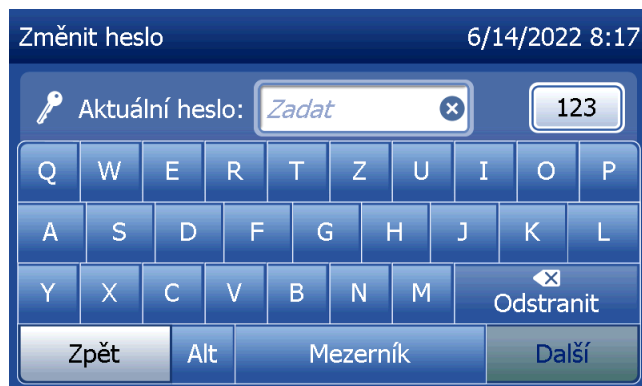 Změnit heslo 6/14/2022 8:17
Aktuální heslo: Zadat 123
Q W E R T Z U I O P
A S D F G H J K L
Y X C V B N M Odstranit
Zpět Alt Mezerník Další